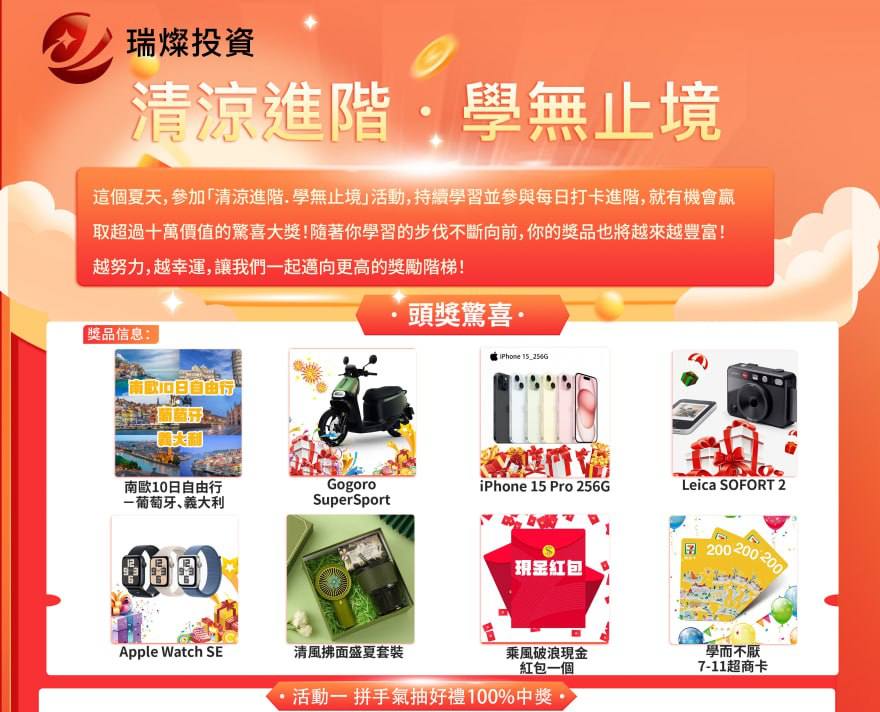 瑞燦投資
清涼進階・學無止境
這個夏天,參加「清涼進階.學無止境」活動,持續學習並參與每日打卡進階,就有機會贏
取超過十萬價值的驚喜大獎!隨著你學習的步伐不斷向前,你的獎品也將越來越豐富!
越努力,越幸運,讓我們一起邁向更高的獎勵階梯!
・頭獎驚喜・
獎品信息:
南歐10日自由行
葡萄牙
義大利
iPhone 15_256G
南歐10日自由行
－葡萄牙、義大利
Gogoro
SuperSport
iPhone 15 Pro 256G
Leica SOFORT 2
現金紅包
200 200 200
Apple Watch SE
清風拂面盛夏套裝
乘風破浪現金
紅包一個
學而不厭
7-11超商卡
・活動一 拼手氣抽好禮100%中獎・